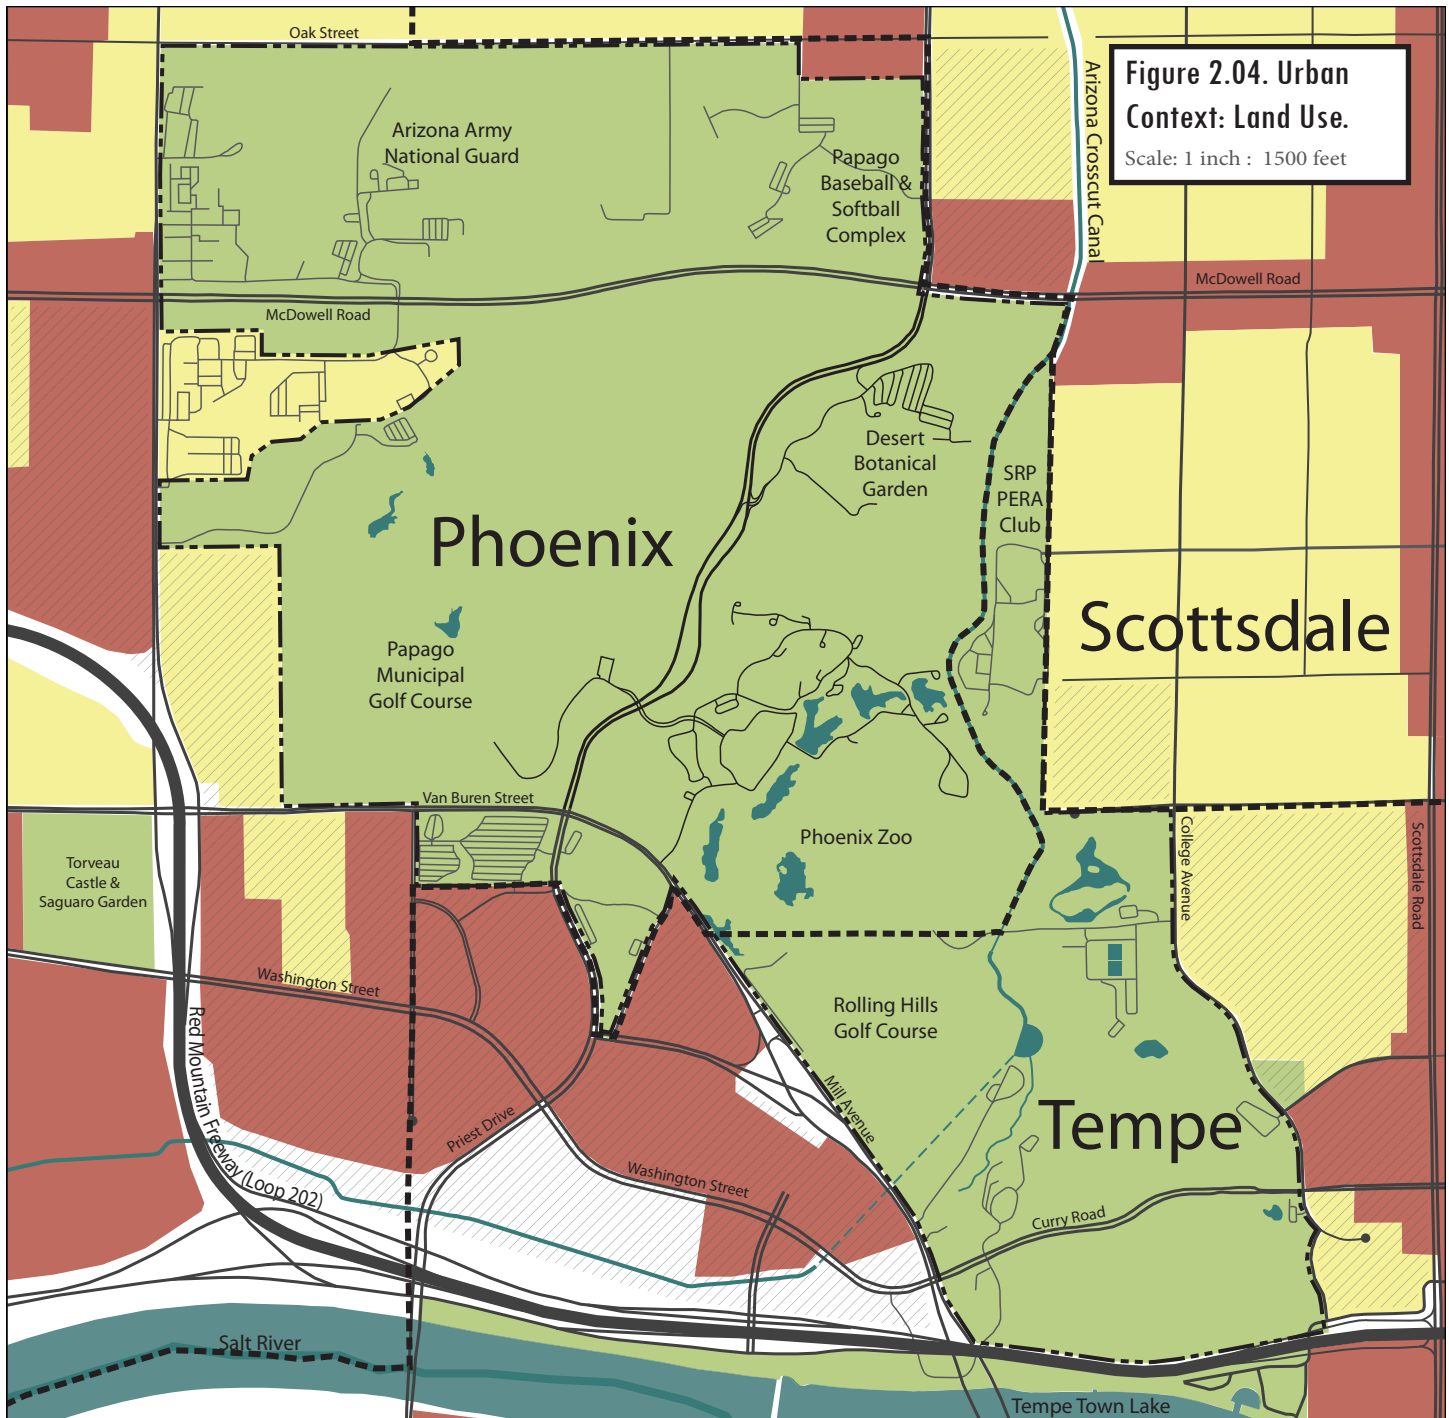 Oak Street
Figure 2.04. Urban
Context: Land Use.
Scale: 1 inch : 1500 feet
Arizona Crosscut Canal
Arizona Army
National Guard
Papago
Baseball &
Softball
Complex
McDowell Road
McDowell Road
Desert
Botanical
Garden
SRP
PERA
Club
Phoenix
Scottsdale
Papago
Municipal
Golf Course
Van Buren Street
Phoenix Zoo
College Avenue
Scottsdale Road
Torveau
Castle &
Saguaro Garden
Washington Street
Red Mountain Freeway (Loop 202)
Rolling Hills
Golf Course
Mill Avenue
Tempe
Priest Drive
Washington Street
Curry Road
Salt River
Tempe Town Lake